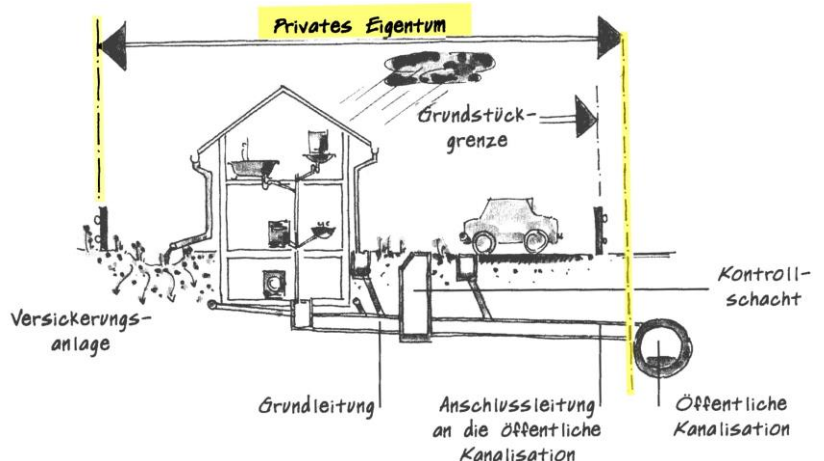 Privates Eigentum
Grundstück-
grenze
Kontroll-
schacht
Versickerungs-
anlage
Grundleitung
Anschlussleitung
an die öffentliche
Kanalisation
Öffentliche
Kanalisation